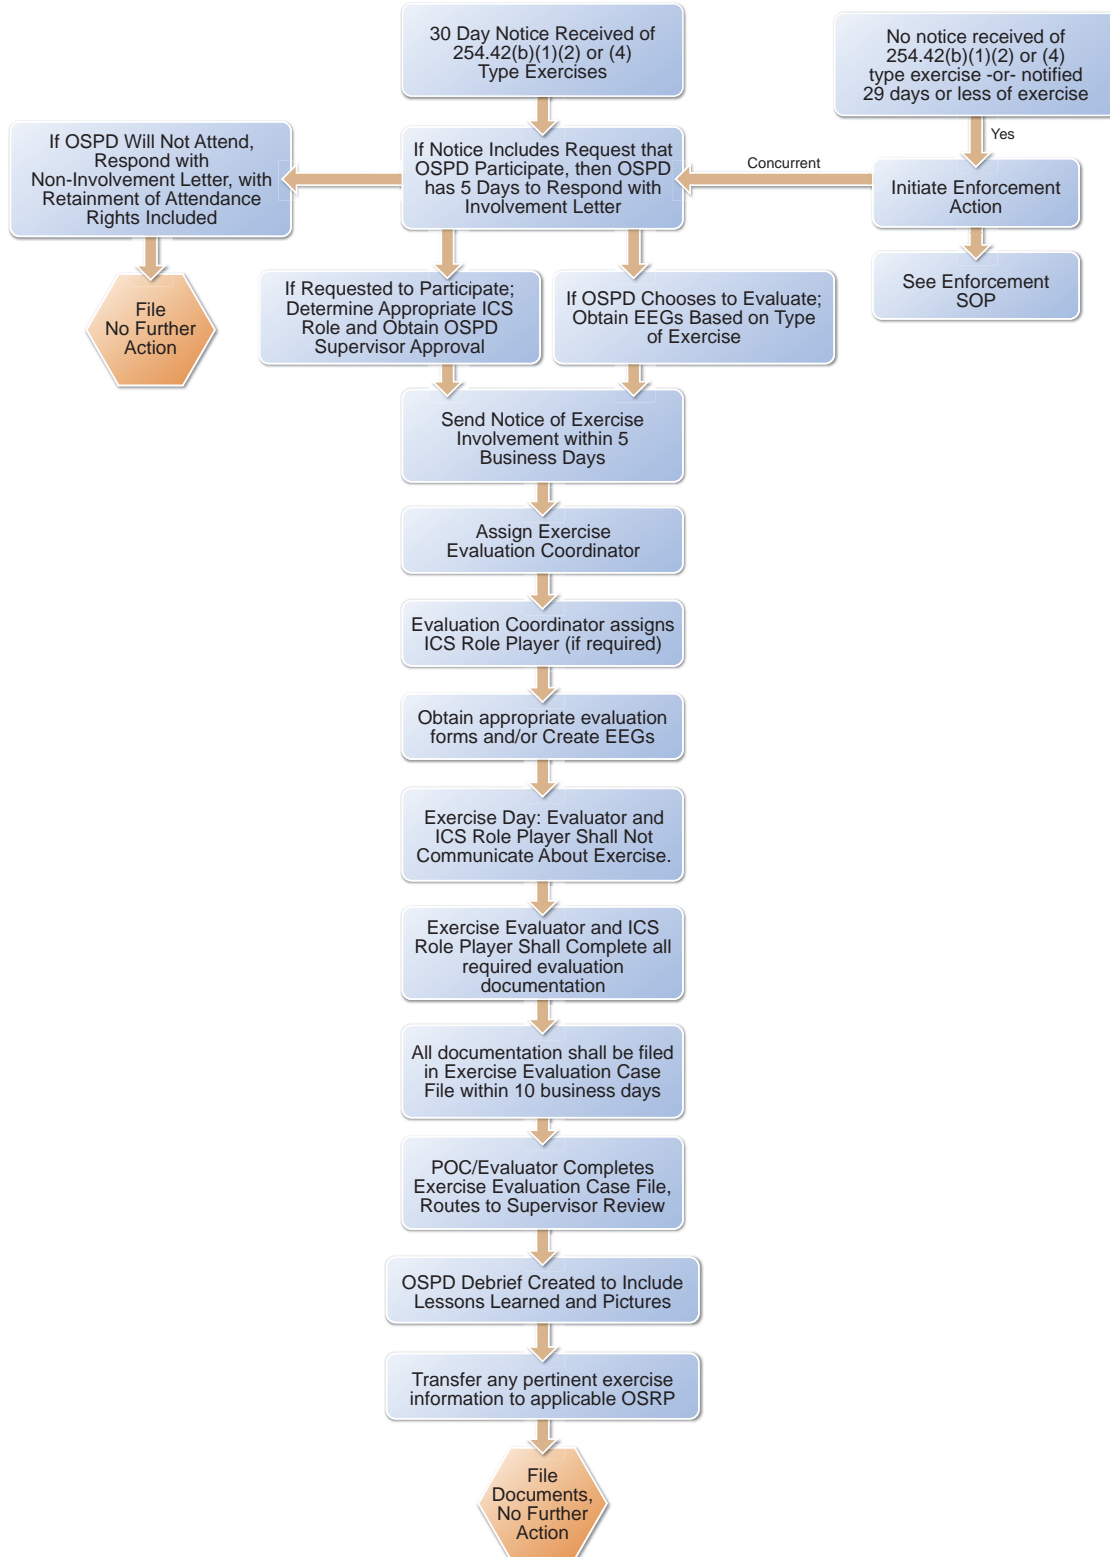 30 Day Notice Received of
254.42(b)(1)(2) or (4)
Type Exercises
No notice received of
254.42(b)(1)(2) or (4)
type exercise -or- notified
29 days or less of exercise
Yes
If OSPD Will Not Attend,
Respond with
Non-Involvement Letter, with
Retainment of Attendance
Rights Included
If Notice Includes Request that
OSPD Participate, then OSPD
has 5 Days to Respond with
Involvement Letter
Concurrent
Initiate Enforcement
Action
See Enforcement
SOP
File
No Further
Action
If Requested to Participate;
Determine Appropriate ICS
Role and Obtain OSPD
Supervisor Approval
If OSPD Chooses to Evaluate;
Obtain EEGs Based on Type
of Exercise
Send Notice of Exercise
Involvement within 5
Business Days
Assign Exercise
Evaluation Coordinator
Evaluation Coordinator assigns
ICS Role Player (if required)
Obtain appropriate evaluation
forms and/or Create EEGs
Exercise Day: Evaluator and
ICS Role Player Shall Not
Communicate About Exercise.
Exercise Evaluator and ICS
Role Player Shall Complete all
required evaluation
documentation
All documentation shall be filed
in Exercise Evaluation Case
File within 10 business days
POC/Evaluator Completes
Exercise Evaluation Case File,
Routes to Supervisor Review
OSPD Debrief Created to Include
Lessons Learned and Pictures
Transfer any pertinent exercise
information to applicable OSRP
File
Documents,
No Further
Action